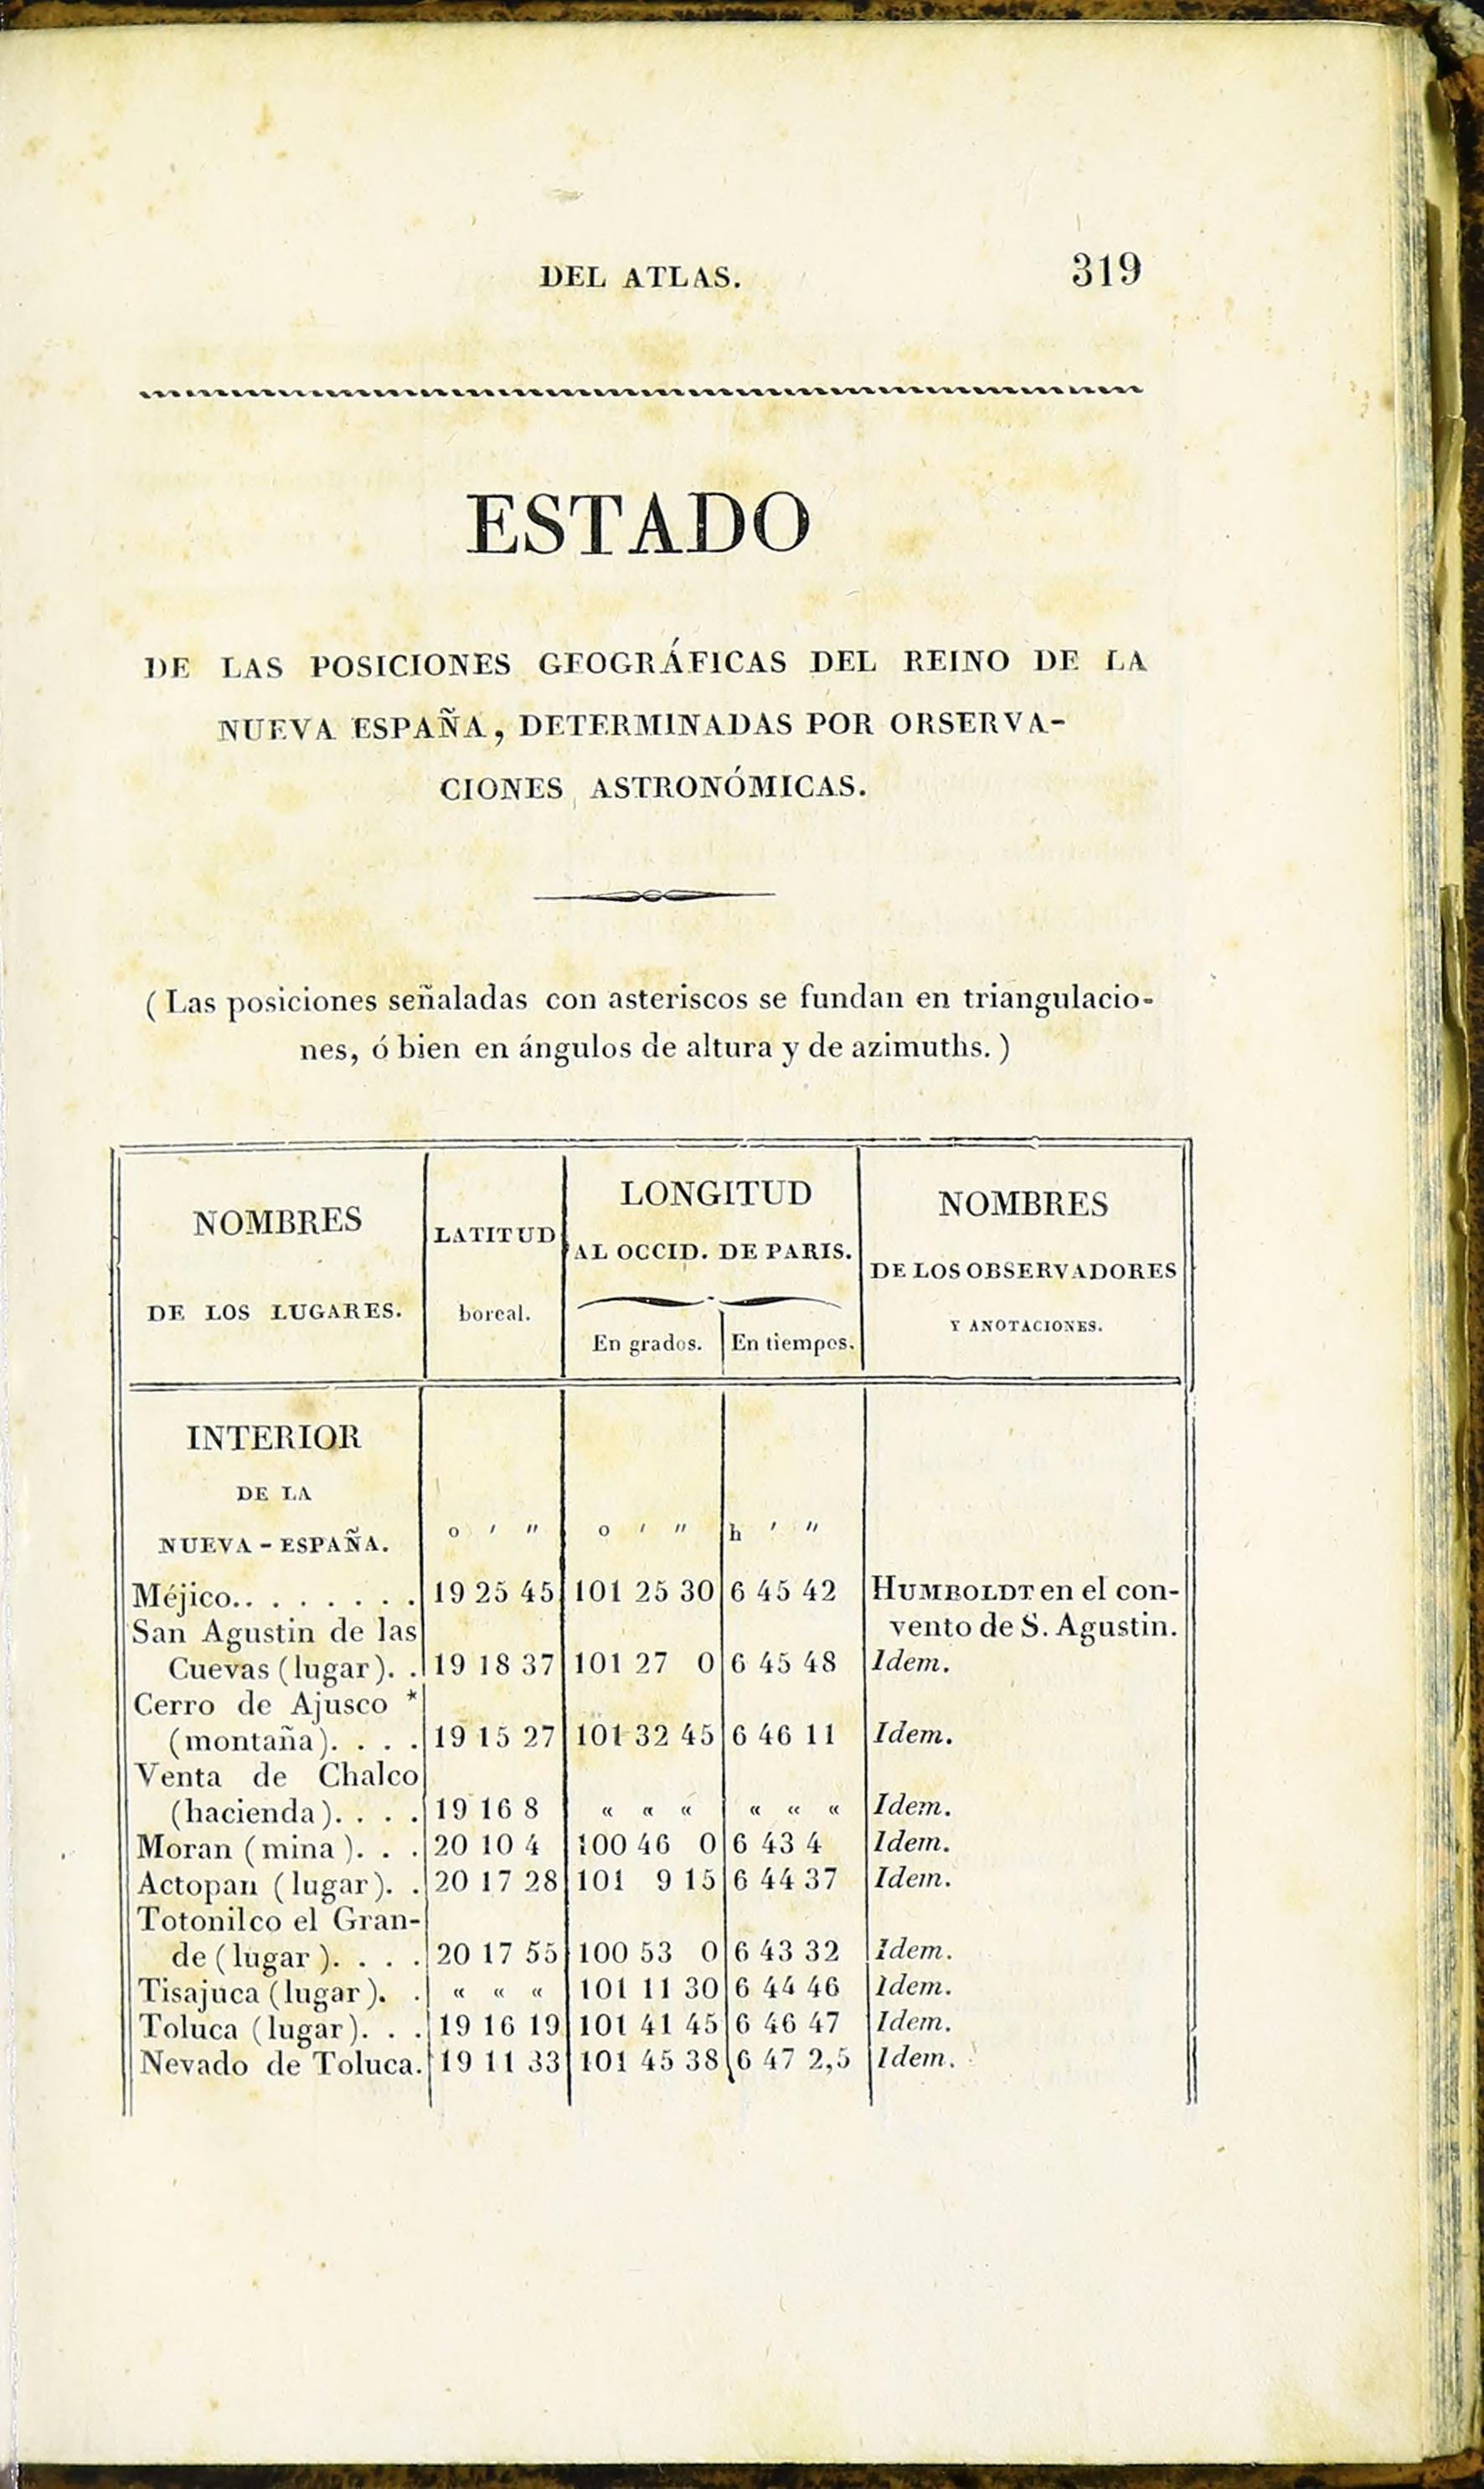 DEL ATLAS. 319
ESTADO
DE LAS POSICIONES GEOGRÁFICAS DEL REINO DE LA
NUEVA ESPAÑA, DETERMINADAS POR ORSERVA-
CIONES ASTRONÓMICAS.
( Las posiciones señaladas con asteriscos se fundan en triangulacio-
nes, ó bien en ángulos de altura y de azimuths. )
NOMBRES
DE LOS LUGARES.
LATITUD
boreal.
LONGITUD
AL OCCID. DE PARIS.
En grados. En tiempos.
NOMBRES
DE LOS OBSERVADORES
Y ANOTACIONES.
INTERIOR
DE LA
NUEVA-ESPAÑA. o ′ ″ o ′ ″ h ′ ″
Méjico.. . . . . . . . 19 25 45 101 25 30 6 45 42 HUMBOLDT en el con-
vento de S. Agustin.
San Agustin de las
Cuevas (lugar). . 19 18 37 101 27 0 6 45 48 Idem.
Cerro de Ajusco *
(montaña). . . . 19 15 27 101 32 45 6 46 11 Idem.
Venta de Chalco
(hacienda). . . . 19 16 8 « « « « « « Idem.
Moran (mina ). . . 20 10 4 100 46 0 6 43 4 Idem.
Actopan (lugar). . 20 17 28 101 9 15 6 44 37 Idem.
Totonilco el Gran-
de (lugar ). . . . 20 17 55 100 53 0 6 43 32 Idem.
Tisajuca (lugar). . « « « 101 11 30 6 44 46 Idem.
Toluca (lugar). . . 19 16 19 101 41 45 6 46 47 Idem.
Nevado de Toluca. 19 11 33 101 45 38 6 47 2,5 Idem.